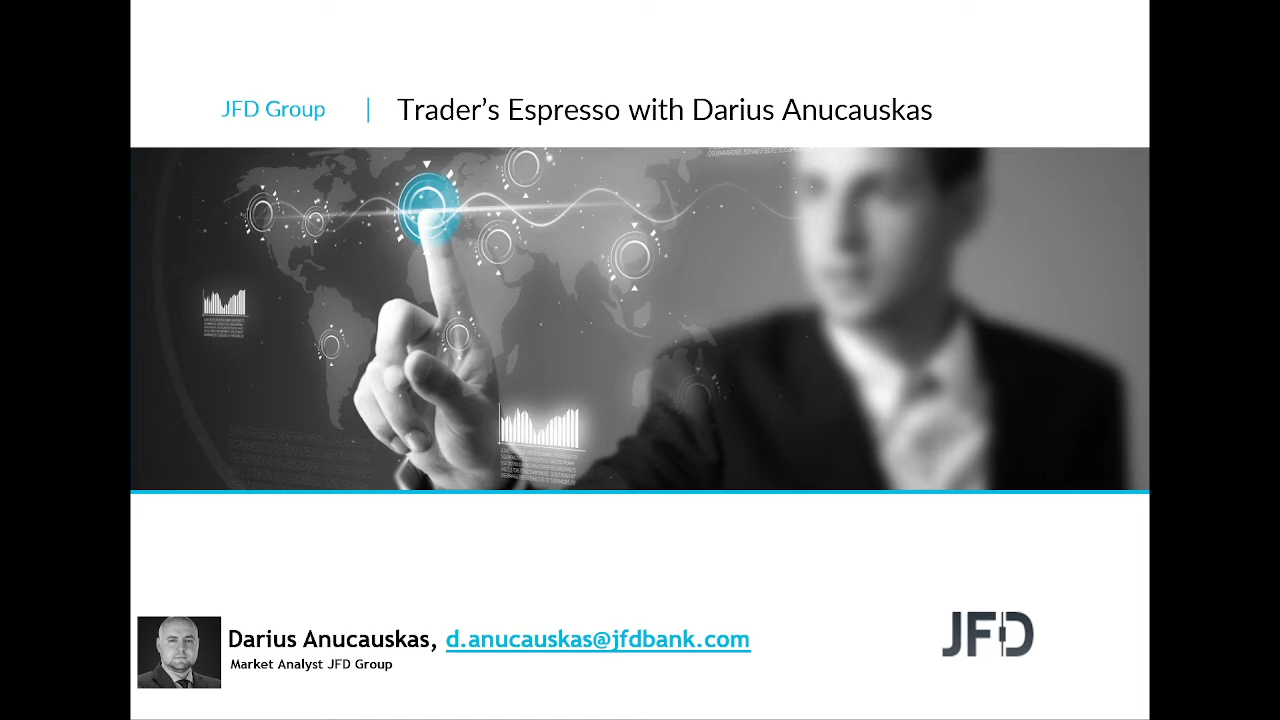 JFD Group | Trader’s Espresso with Darius Anucauskas
Darius Anucauskas, d.anucauskas@jfdbank.com
Market Analyst JFD Group
JFD